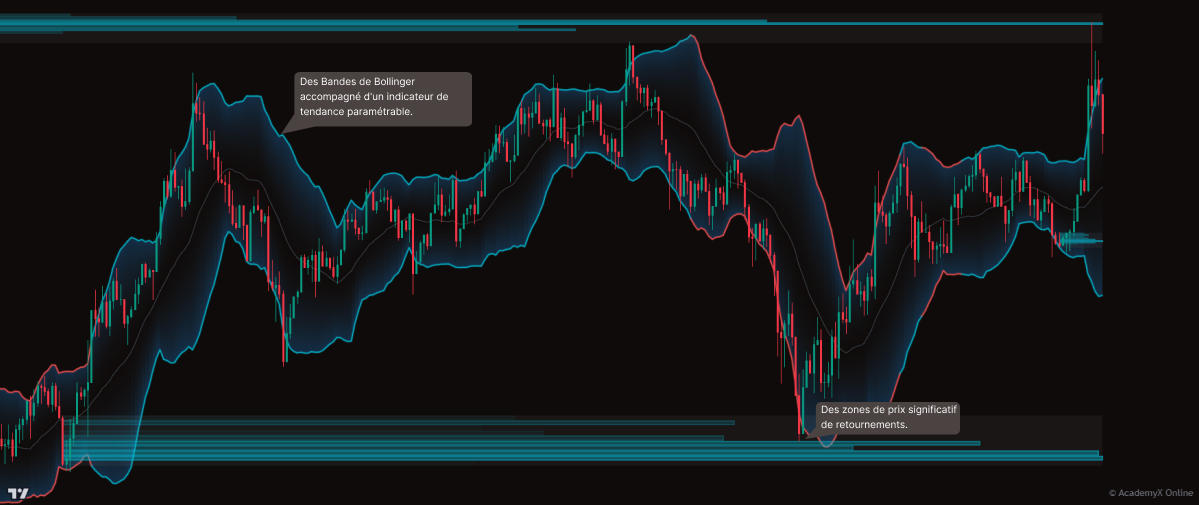 Des Bandes de Bollinger
accompagné d'un indicateur de
tendance paramétrable.
Des zones de prix significatif
de retournements.
© AcademyX Online